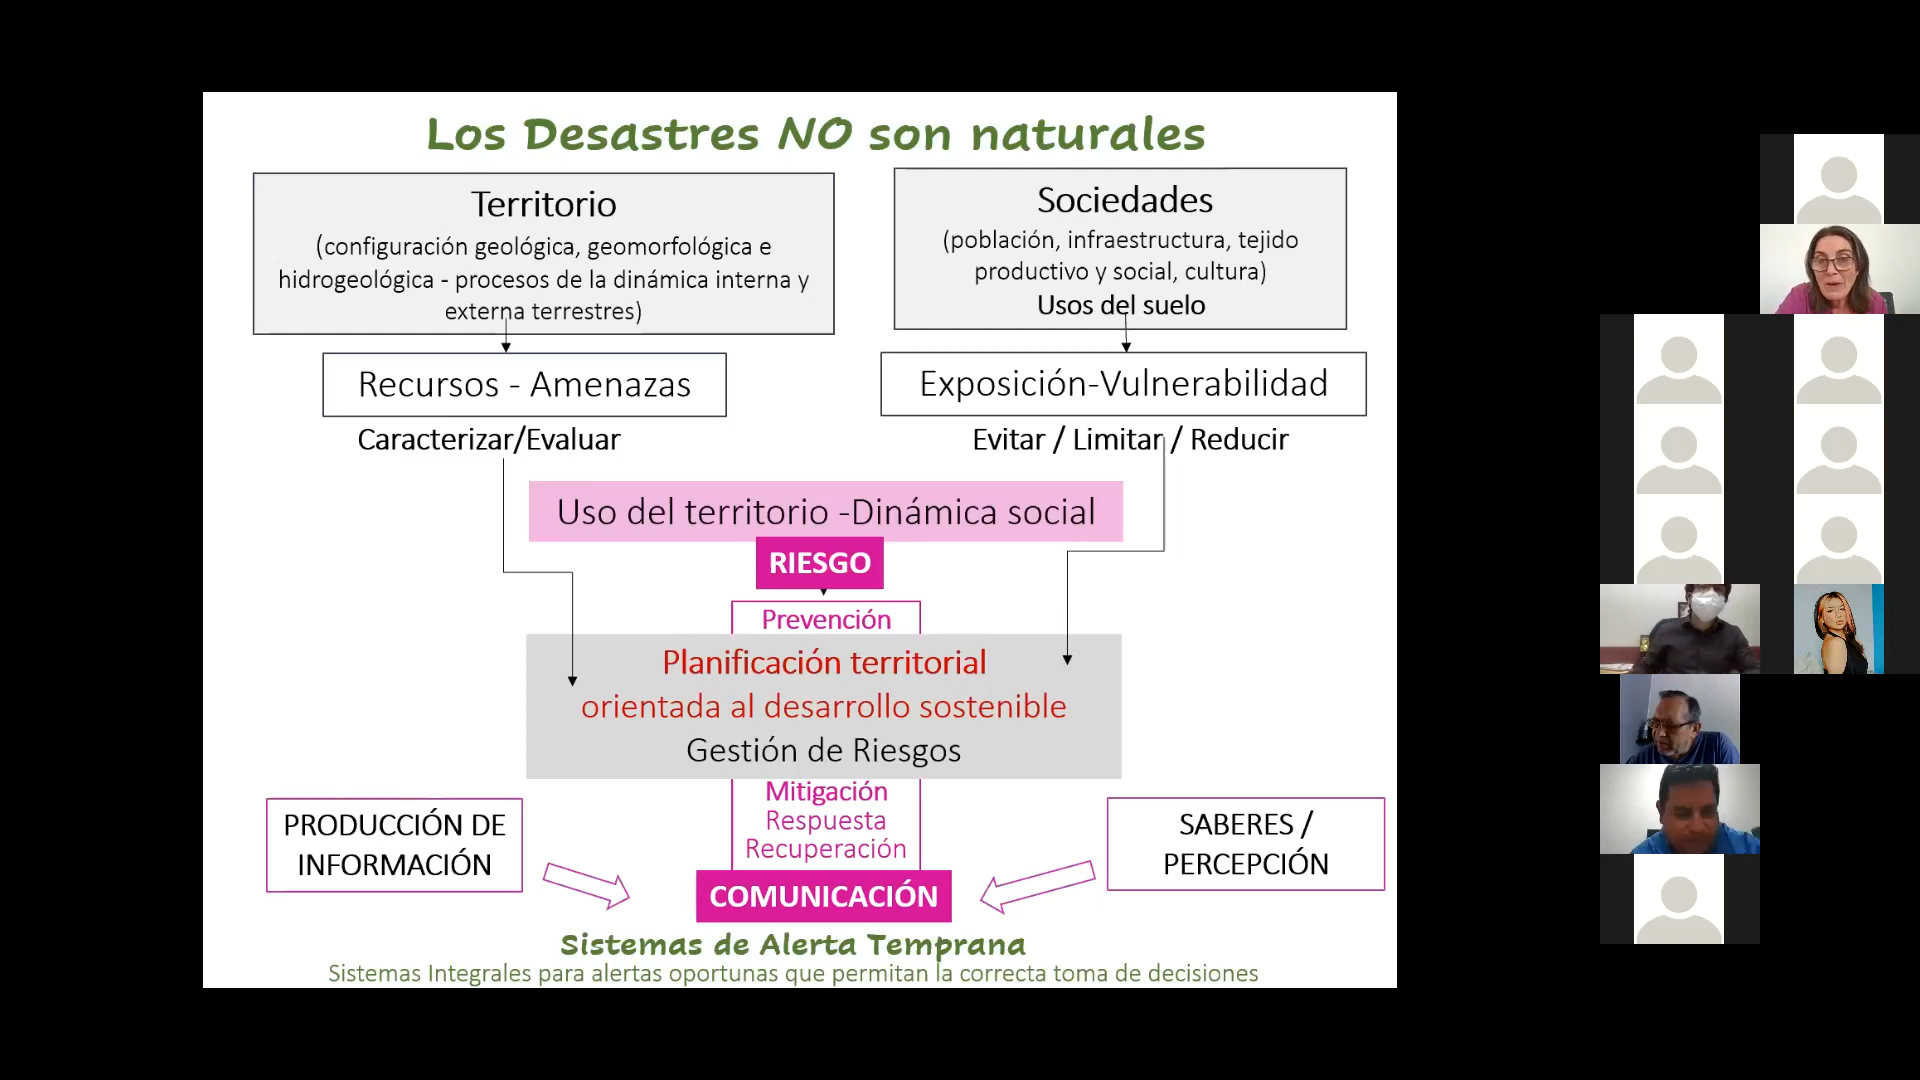 Los Desastres NO son naturales
Territorio
(configuración geológica, geomorfológica e
hidrogeológica - procesos de la dinámica interna y
externa terrestres)
Sociedades
(población, infraestructura, tejido
productivo y social, cultura)
Usos del suelo
Recursos - Amenazas
Exposición-Vulnerabilidad
Caracterizar/Evaluar
Evitar / Limitar / Reducir
Uso del territorio -Dinámica social
RIESGO
Prevención
Planificación territorial
orientada al desarrollo sostenible
Gestión de Riesgos
Mitigación
Respuesta
Recuperación
PRODUCCIÓN DE
INFORMACIÓN
SABERES /
PERCEPCIÓN
COMUNICACIÓN
Sistemas de Alerta Temprana
Sistemas Integrales para alertas oportunas que permitan la correcta toma de decisiones